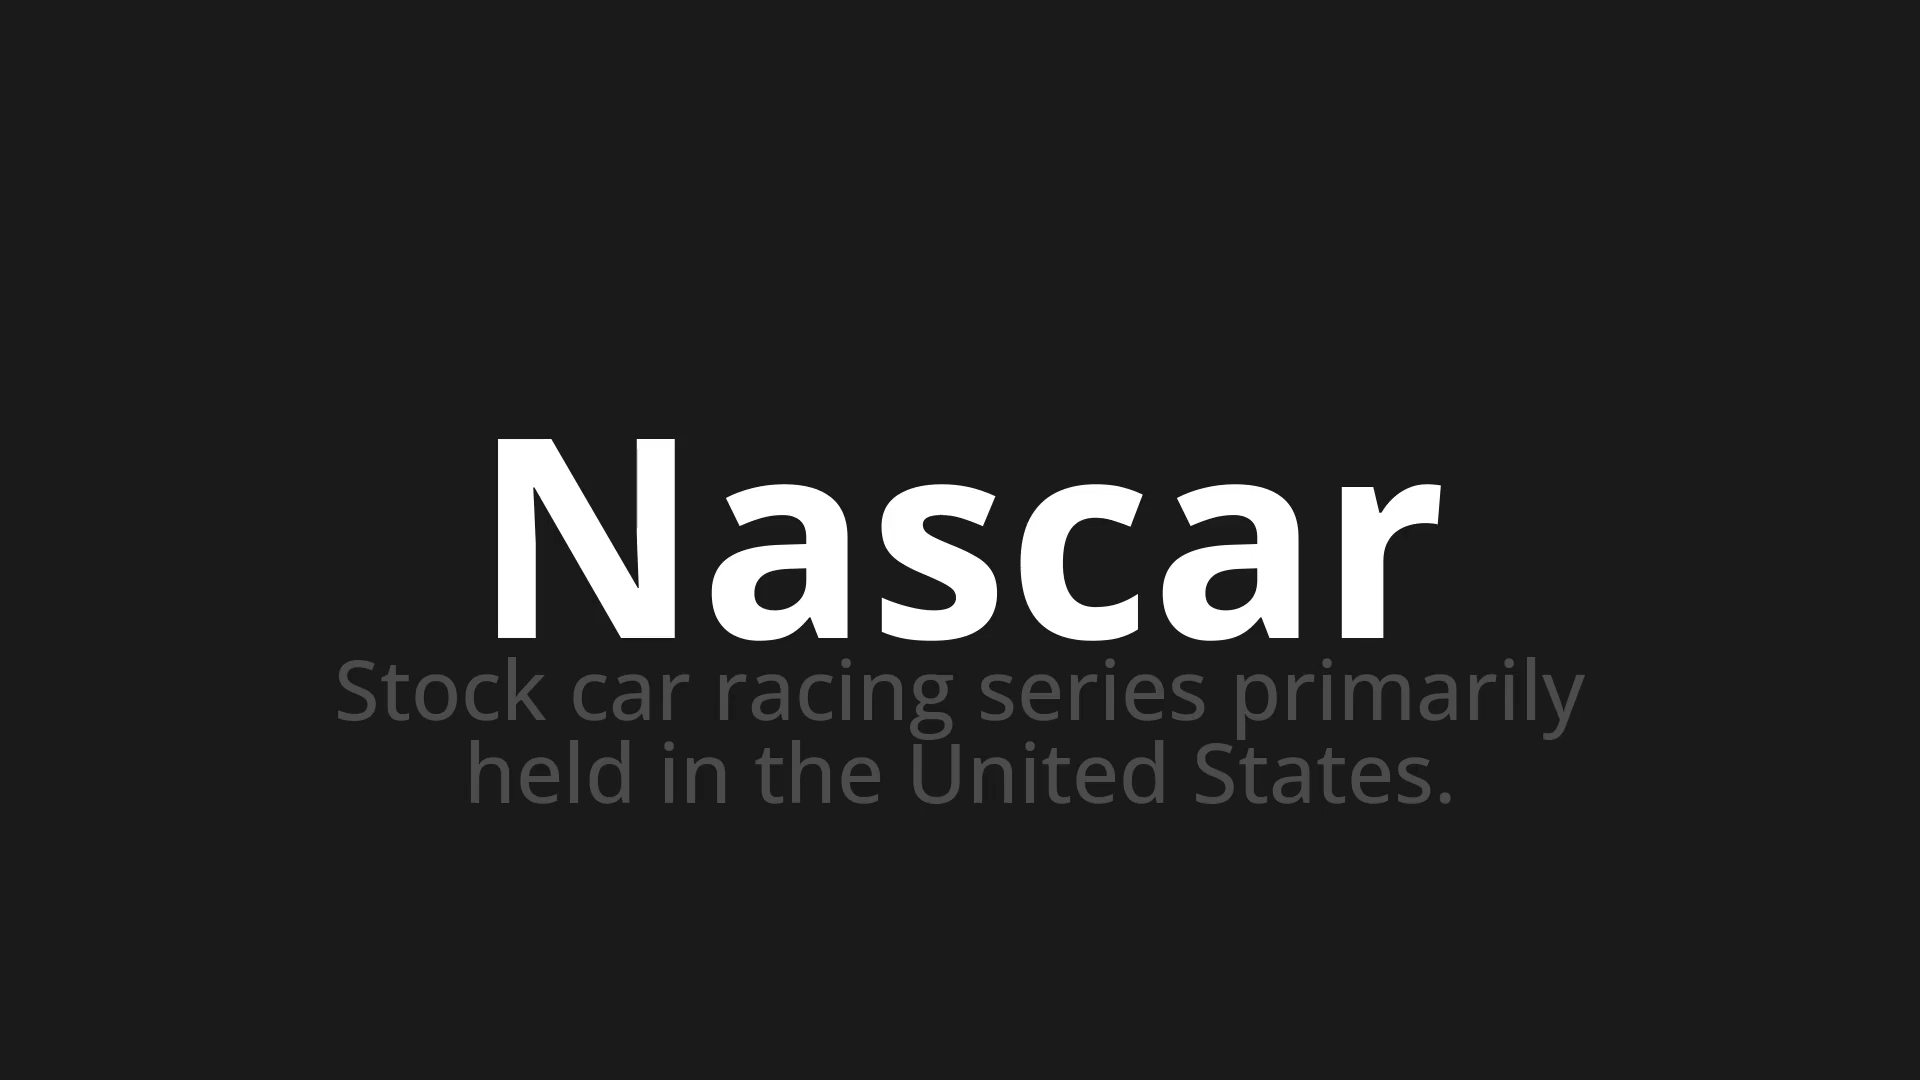 Nascar
Stock car racing series primarily
held in the United States.